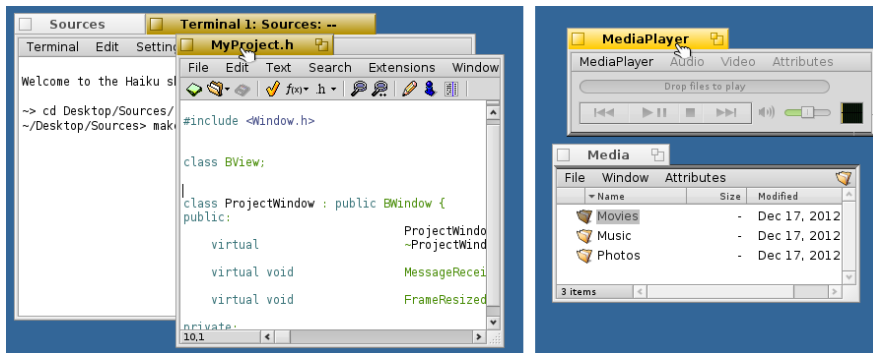 Sources
Terminal 1: Sources: --
Terminal Edit
MyProject.h
File Edit Text Search Extensions Window
Welcome to the Haiku
f(x) .h
~> cd Desktop/Sources/
~/Desktop/Sources>
#include <Window.h>
class BView;
class ProjectWindow : public BWindow {
public:
virtual
virtual void
virtual void
private:
10,1
MediaPlayer
MediaPlayer Audio Video Attributes
Drop files to play
Media
File Window Attributes
Name Size Modified
Movies - Dec 17, 2012
Music - Dec 17, 2012
Photos - Dec 17, 2012
3 items